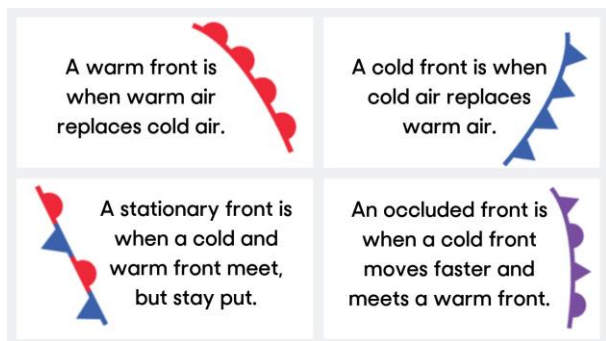 A warm front is
when warm air
replaces cold air.
A cold front is when
cold air replaces
warm air.
A stationary front is
when a cold and
warm front meet,
but stay put.
An occluded front is
when a cold front
moves faster and
meets a warm front.